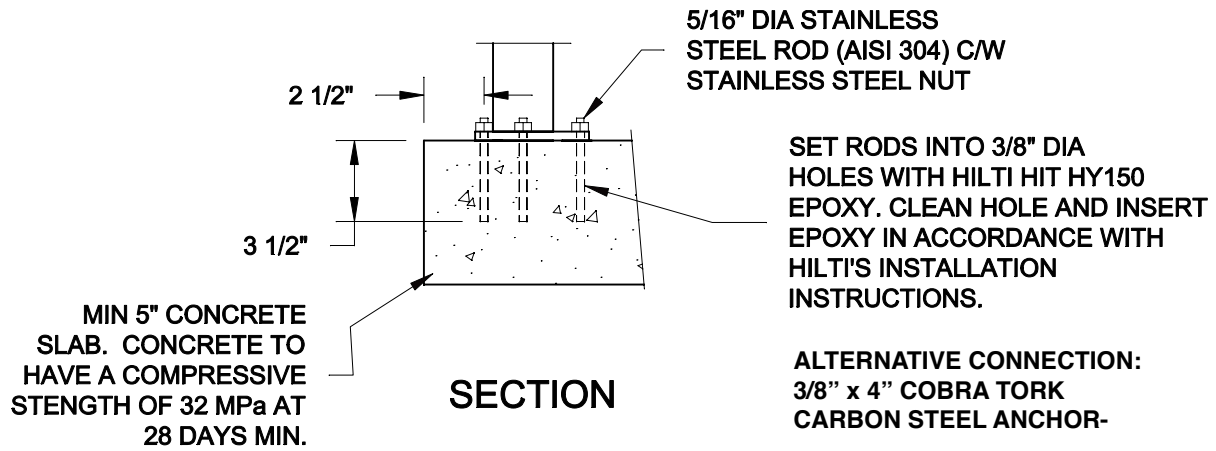 5/16" DIA STAINLESS
STEEL ROD (AISI 304) C/W
STAINLESS STEEL NUT
2 1/2"
SET RODS INTO 3/8" DIA
HOLES WITH HILTI HIT HY150
EPOXY. CLEAN HOLE AND INSERT
EPOXY IN ACCORDANCE WITH
HILTI'S INSTALLATION
INSTRUCTIONS.
3 1/2"
MIN 5" CONCRETE
SLAB. CONCRETE TO
HAVE A COMPRESSIVE
STENGTH OF 32 MPa AT
28 DAYS MIN.
SECTION
ALTERNATIVE CONNECTION:
3/8” x 4” COBRA TORK
CARBON STEEL ANCHOR-